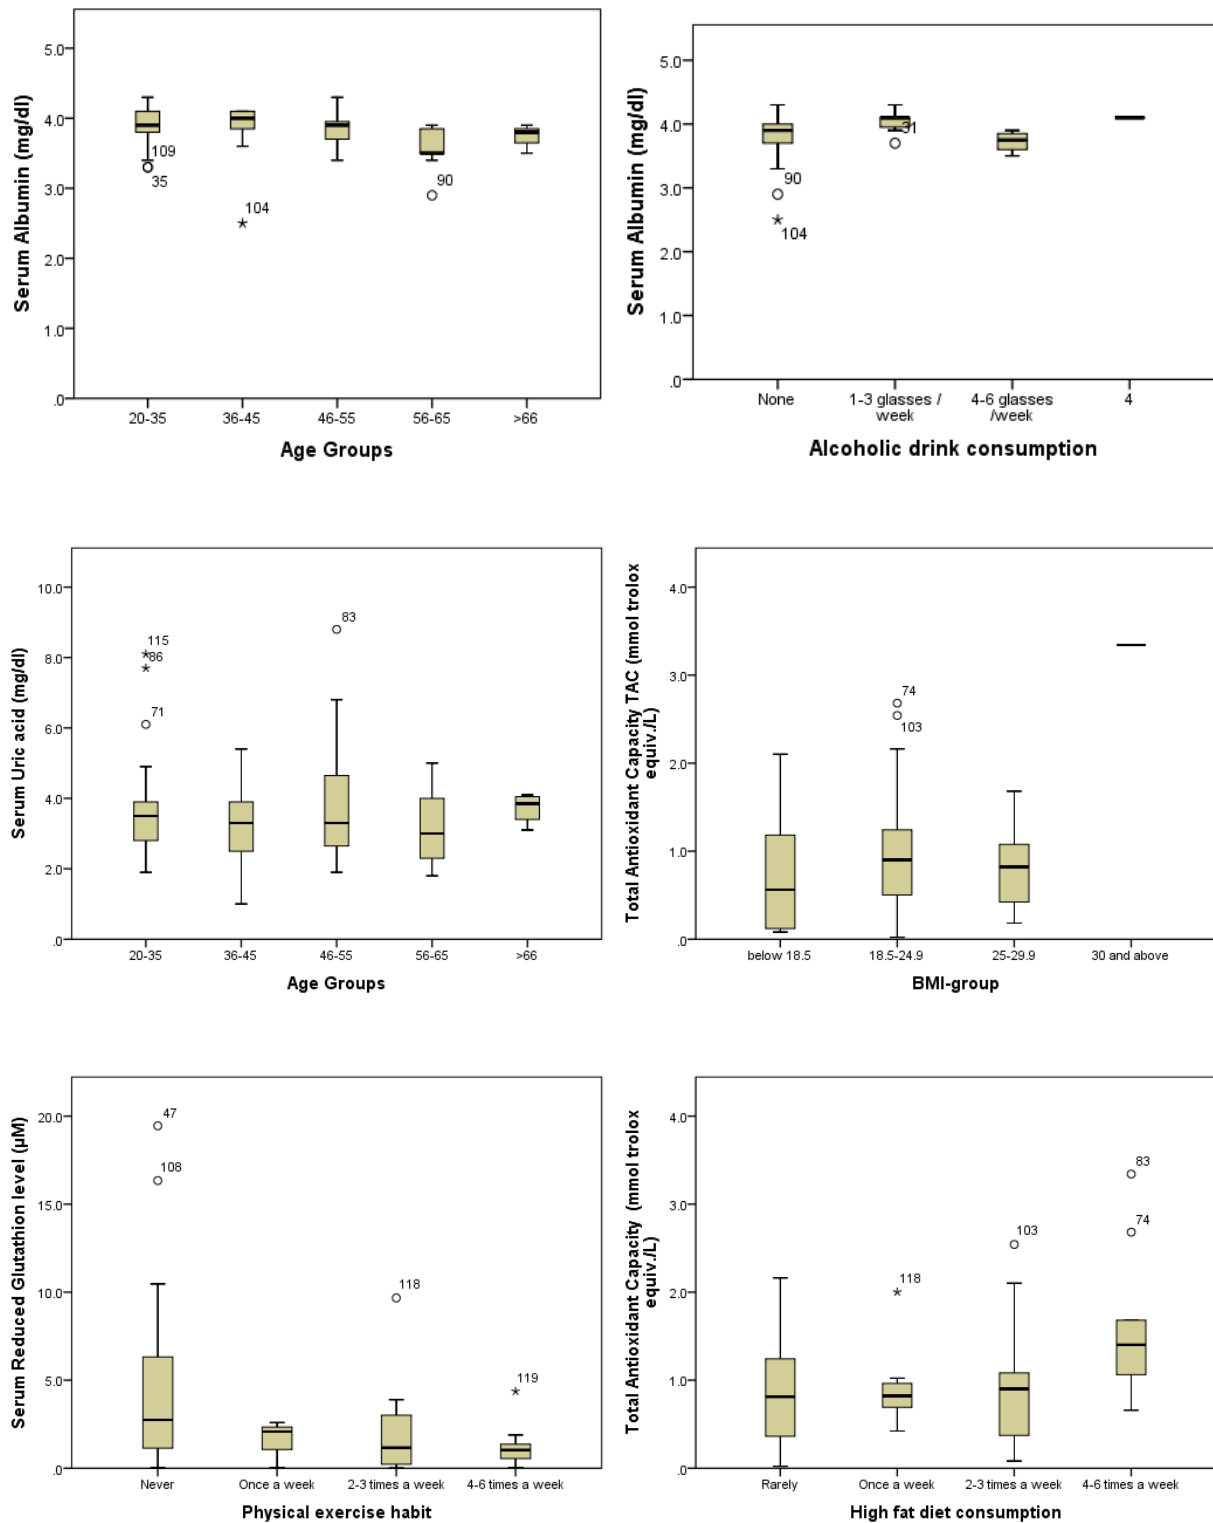 Serum Albumin (mg/dl)
5.0
4.0
3.0
2.0
1.0
.0
109
35
104
90
20-35
36-45
46-55
56-65
>66
Age Groups
Serum Albumin (mg/dl)
5.0
4.0
3.0
2.0
1.0
.0
90
104
31
None
1-3 glasses /
week
4-6 glasses
/week
4
Alcoholic drink consumption
Serum Uric acid (mg/dl)
10.0
8.0
6.0
4.0
2.0
.0
115
86
71
83
20-35
36-45
46-55
56-65
>66
Age Groups
Total Antioxidant Capacity TAC (mmol trolox
equiv./L)
4.0
3.0
2.0
1.0
.0
74
103
below 18.5
18.5-24.9
25-29.9
30 and above
BMI-group
Serum Reduced Glutathion level (µM)
20.0
15.0
10.0
5.0
.0
47
108
118
119
Never
Once a week
2-3 times a week
4-6 times a week
Physical exercise habit
Total Antioxidant Capacity (mmol trolox
equiv./L)
4.0
3.0
2.0
1.0
.0
118
103
83
74
Rarely
Once a week
2-3 times a week
4-6 times a week
High fat diet consumption